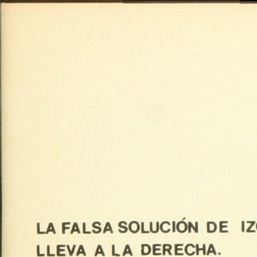 LA FALSA SOLUCIÓN DE
LLEVA A LA DERECHA.